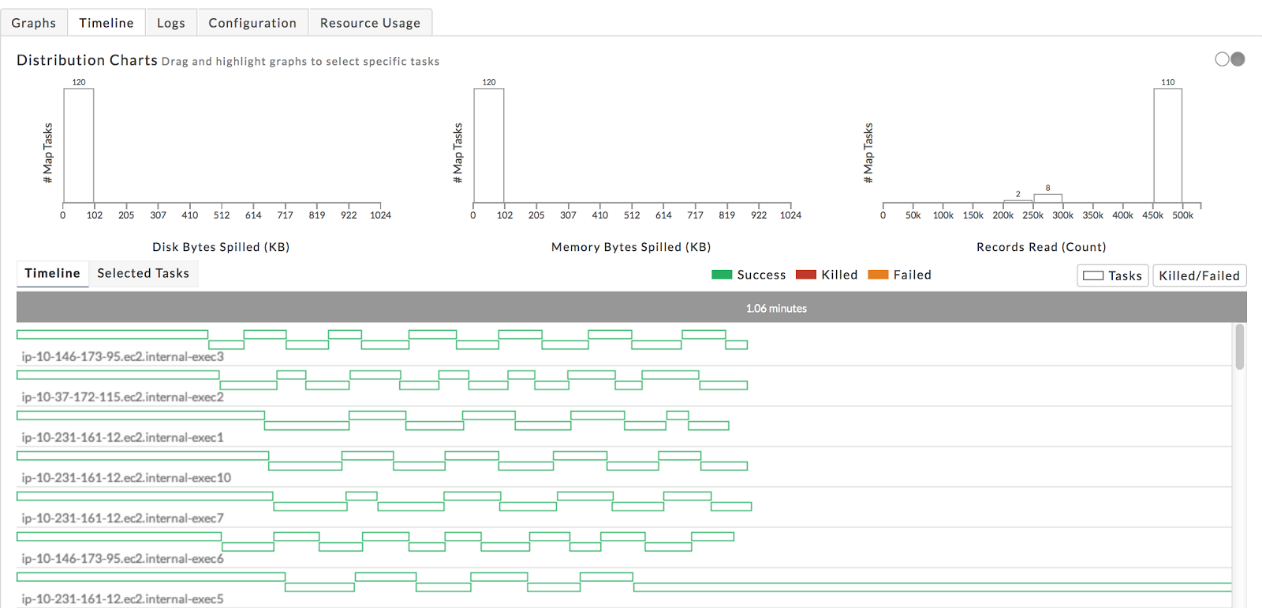 Graphs Timeline Logs Configuration Resource Usage
Distribution Charts Drag and highlight graphs to select specific tasks
120 120 110
# Map Tasks # Map Tasks # Map Tasks
2 8
0 102 205 307 410 512 614 717 819 922 1024 0 102 205 307 410 512 614 717 819 922 1024 0 50k 100k 150k 200k 250k 300k 350k 400k 450k 500k
Disk Bytes Spilled (KB) Memory Bytes Spilled (KB) Records Read (Count)
Timeline Selected Tasks Success Killed Failed Tasks Killed/Failed
1.06 minutes
ip-10-146-173-95.ec2.internal-exec3
ip-10-37-172-115.ec2.internal-exec2
ip-10-231-161-12.ec2.internal-exec1
ip-10-231-161-12.ec2.internal-exec10
ip-10-231-161-12.ec2.internal-exec7
ip-10-146-173-95.ec2.internal-exec6
ip-10-231-161-12.ec2.internal-exec5